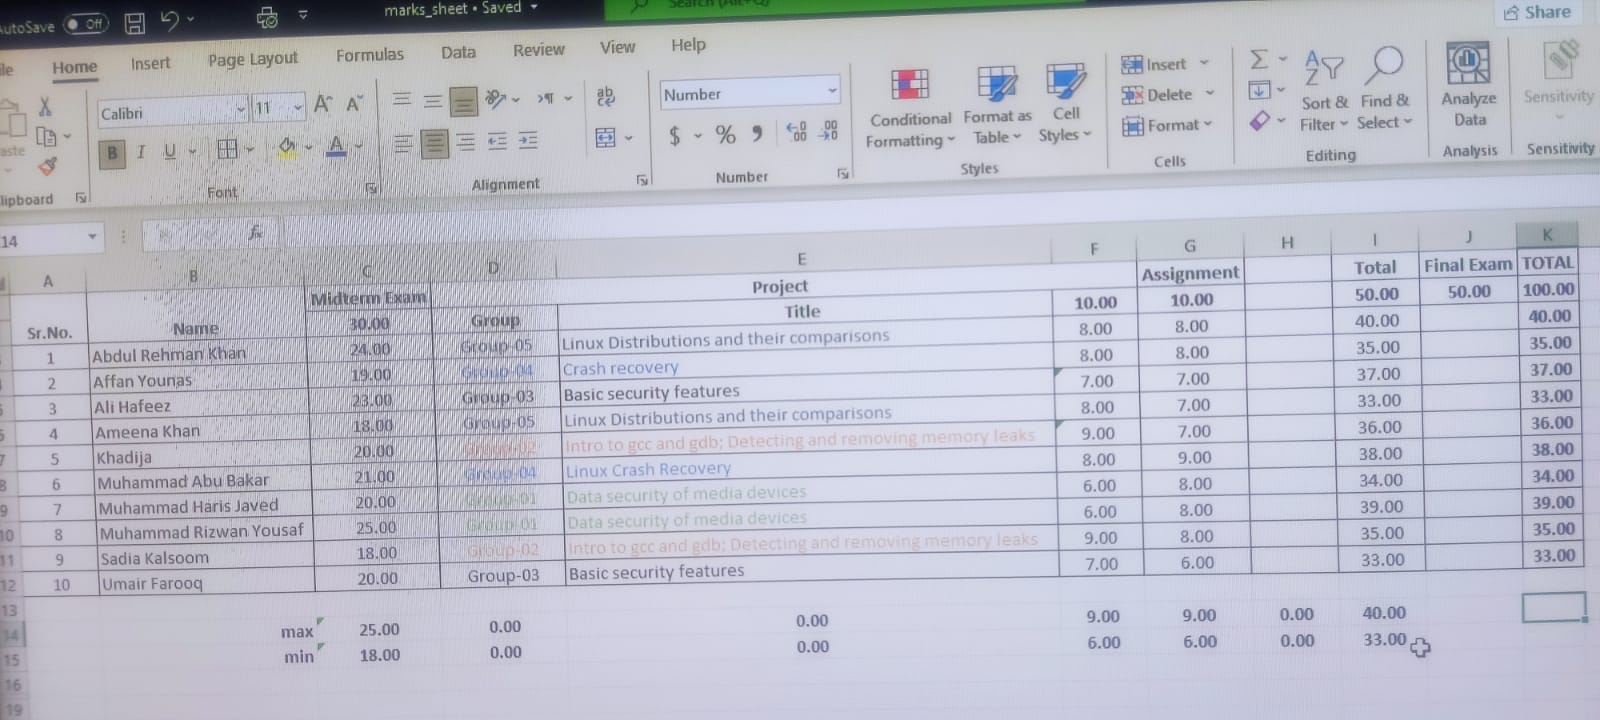 AutoSave Off marks_sheet • Saved Search (Alt+Q)
Share
Home Insert Page Layout Formulas Data Review View Help
Calibri 11 A^ A˅ ab Number Insert Σ
B I U A $ % 9 Conditional Formatting Format as Table Cell Styles Delete Format Sort & Filter Find & Select Analyze Data Sensitivity
Clipboard Font Alignment Number Styles Cells Editing Analysis Sensitivity
14 fx
A B C D E F G H I J K
Midterm Exam Project Assignment Total Final Exam TOTAL
Sr.No. Name 30.00 Group Title 10.00 10.00 50.00 50.00 100.00
1 Abdul Rehman Khan 24.00 Group-05 Linux Distributions and their comparisons 8.00 8.00 40.00 40.00
2 Affan Younas 19.00 Group-04 Crash recovery 8.00 8.00 35.00 35.00
3 Ali Hafeez 23.00 Group-03 Basic security features 7.00 7.00 37.00 37.00
4 Ameena Khan 18.00 Group-05 Linux Distributions and their comparisons 8.00 7.00 33.00 33.00
5 Khadija 20.00 Group-02 Intro to gcc and gdb; Detecting and removing memory leaks 9.00 7.00 36.00 36.00
6 Muhammad Abu Bakar 21.00 Group-04 Linux Crash Recovery 8.00 9.00 38.00 38.00
7 Muhammad Haris Javed 20.00 Group-01 Data security of media devices 6.00 8.00 34.00 34.00
8 Muhammad Rizwan Yousaf 25.00 Group-01 Data security of media devices 6.00 8.00 39.00 39.00
9 Sadia Kalsoom 18.00 Group-02 Intro to gcc and gdb; Detecting and removing memory leaks 9.00 8.00 35.00 35.00
10 Umair Farooq 20.00 Group-03 Basic security features 7.00 6.00 33.00 33.00
max 25.00 0.00 0.00 9.00 9.00 0.00 40.00
min 18.00 0.00 0.00 6.00 6.00 0.00 33.00